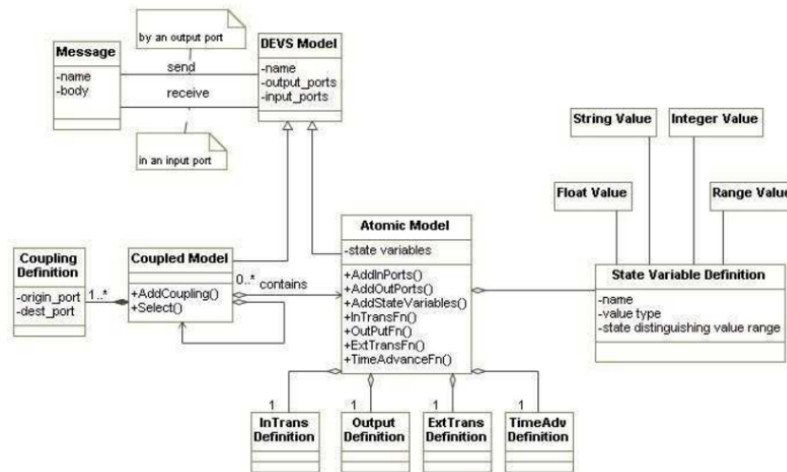 by an output port
Message
-name
-body
send
receive
in an input port
DEVS Model
-name
-output_ports
-input_ports
String Value
Integer Value
Float Value
Range Value
Coupling
Definition
-origin_port
-dest_port
1..*
Coupled Model
+AddCoupling()
+Select()
0..*
contains
Atomic Model
-state variables
+AddInPorts()
+AddOutPorts()
+AddStateVariables()
+InTransFn()
+OutPutFn()
+ExtTransFn()
+TimeAdvanceFn()
State Variable Definition
-name
-value type
-state distinguishing value range
1
1
1
1
InTrans
Definition
Output
Definition
ExtTrans
Definition
TimeAdv
Definition